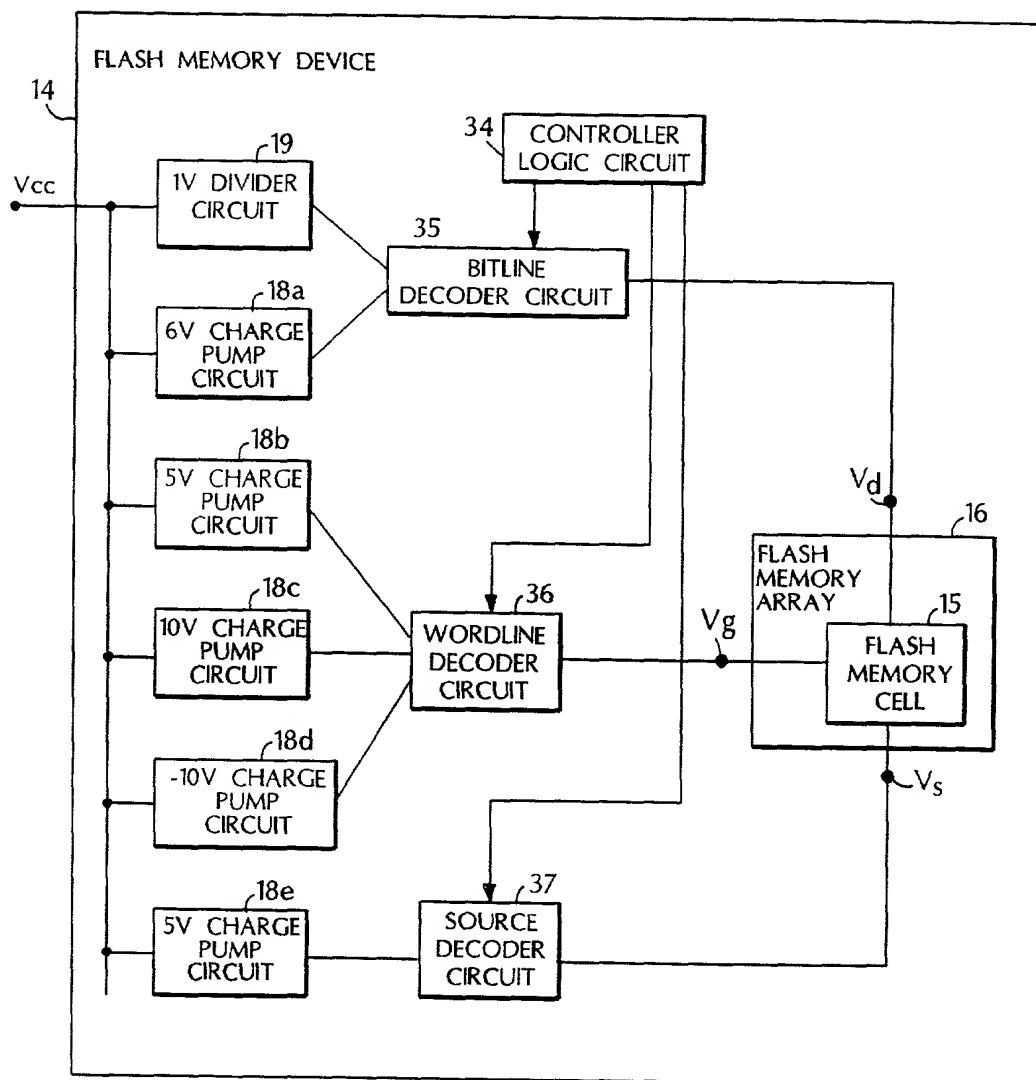 FLASH MEMORY DEVICE
14
Vcc
19
1V DIVIDER
CIRCUIT
34
CONTROLLER
LOGIC CIRCUIT
35
BITLINE
DECODER CIRCUIT
18a
6V CHARGE
PUMP
CIRCUIT
18b
5V CHARGE
PUMP
CIRCUIT
18c
10V CHARGE
PUMP
CIRCUIT
36
WORDLINE
DECODER
CIRCUIT
Vg
Vd
16
FLASH
MEMORY
ARRAY
15
FLASH
MEMORY
CELL
Vs
18d
-10V CHARGE
PUMP
CIRCUIT
18e
5V CHARGE
PUMP
CIRCUIT
37
SOURCE
DECODER
CIRCUIT